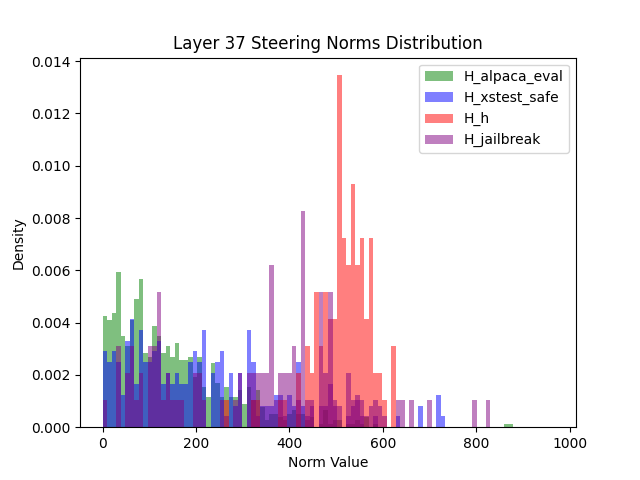 Layer 37 Steering Norms Distribution
0.014
0.012
0.010
0.008
0.006
0.004
0.002
0.000
Density
H_alpaca_eval
H_xstest_safe
H_h
H_jailbreak
0 200 400 600 800 1000
Norm Value